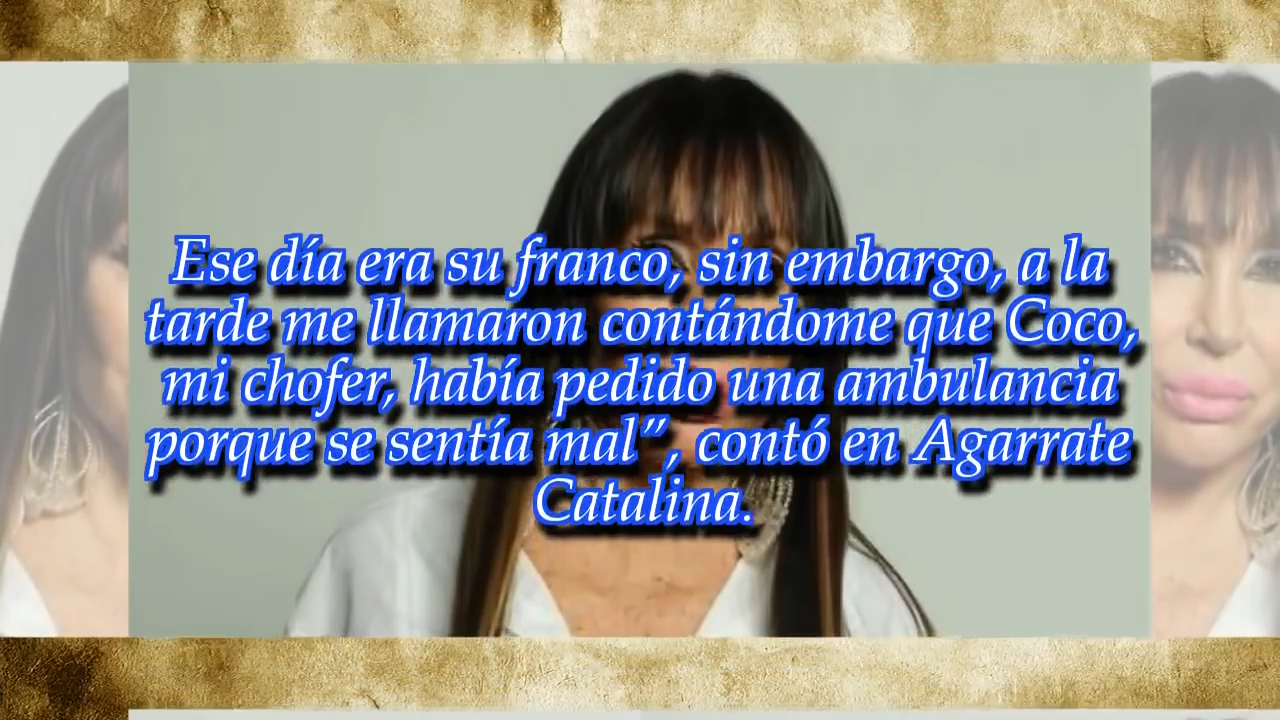 Ese día era su franco, sin embargo, a la
tarde me llamaron contándome que Coco,
mi chofer, había pedido una ambulancia
porque se sentía mal”, contó en Agarrate
Catalina.